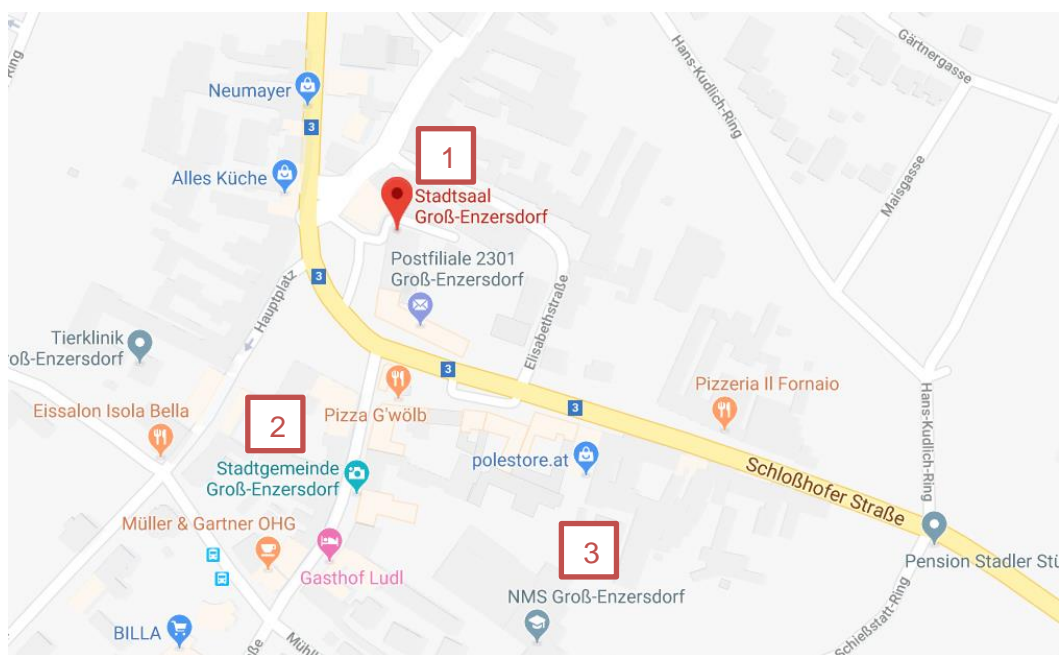 Ring
Gärtnergasse
Hans-Kudlich-Ring
Neumayer
3
1
Alles Küche
Stadtsaal
Groß-Enzersdorf
Maisgasse
Postfiliale 2301
Groß-Enzersdorf
3
Hauptplatz
Elisabethstraße
Tierklinik
oß-Enzersdorf
3
Pizzeria Il Fornaio
Eissalon Isola Bella
2
Pizza G'wölb
3
Hans-Kudlich-Ring
Stadtgemeinde
Groß-Enzersdorf
polestore.at
Schloßhofer Straße
Müller & Gartner OHG
3
Gasthof Ludl
Pension Stadler Stü
NMS Groß-Enzersdorf
Schießstatt-Ring
BILLA